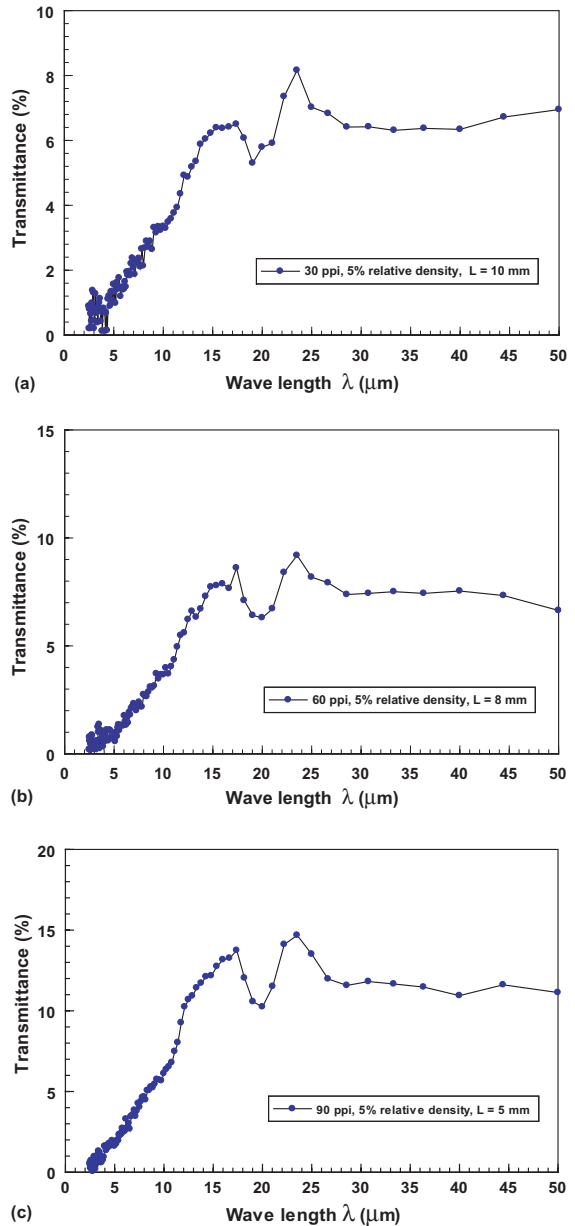 10
8
6
4
2
0
Transmittance (%)
30 ppi, 5% relative density, L = 10 mm
0 5 10 15 20 25 30 35 40 45 50
(a)
Wave length λ (μm)
15
10
5
0
Transmittance (%)
60 ppi, 5% relative density, L = 8 mm
0 5 10 15 20 25 30 35 40 45 50
(b)
Wave length λ (μm)
20
15
10
5
0
Transmittance (%)
90 ppi, 5% relative density, L = 5 mm
0 5 10 15 20 25 30 35 40 45 50
(c)
Wave length λ (μm)